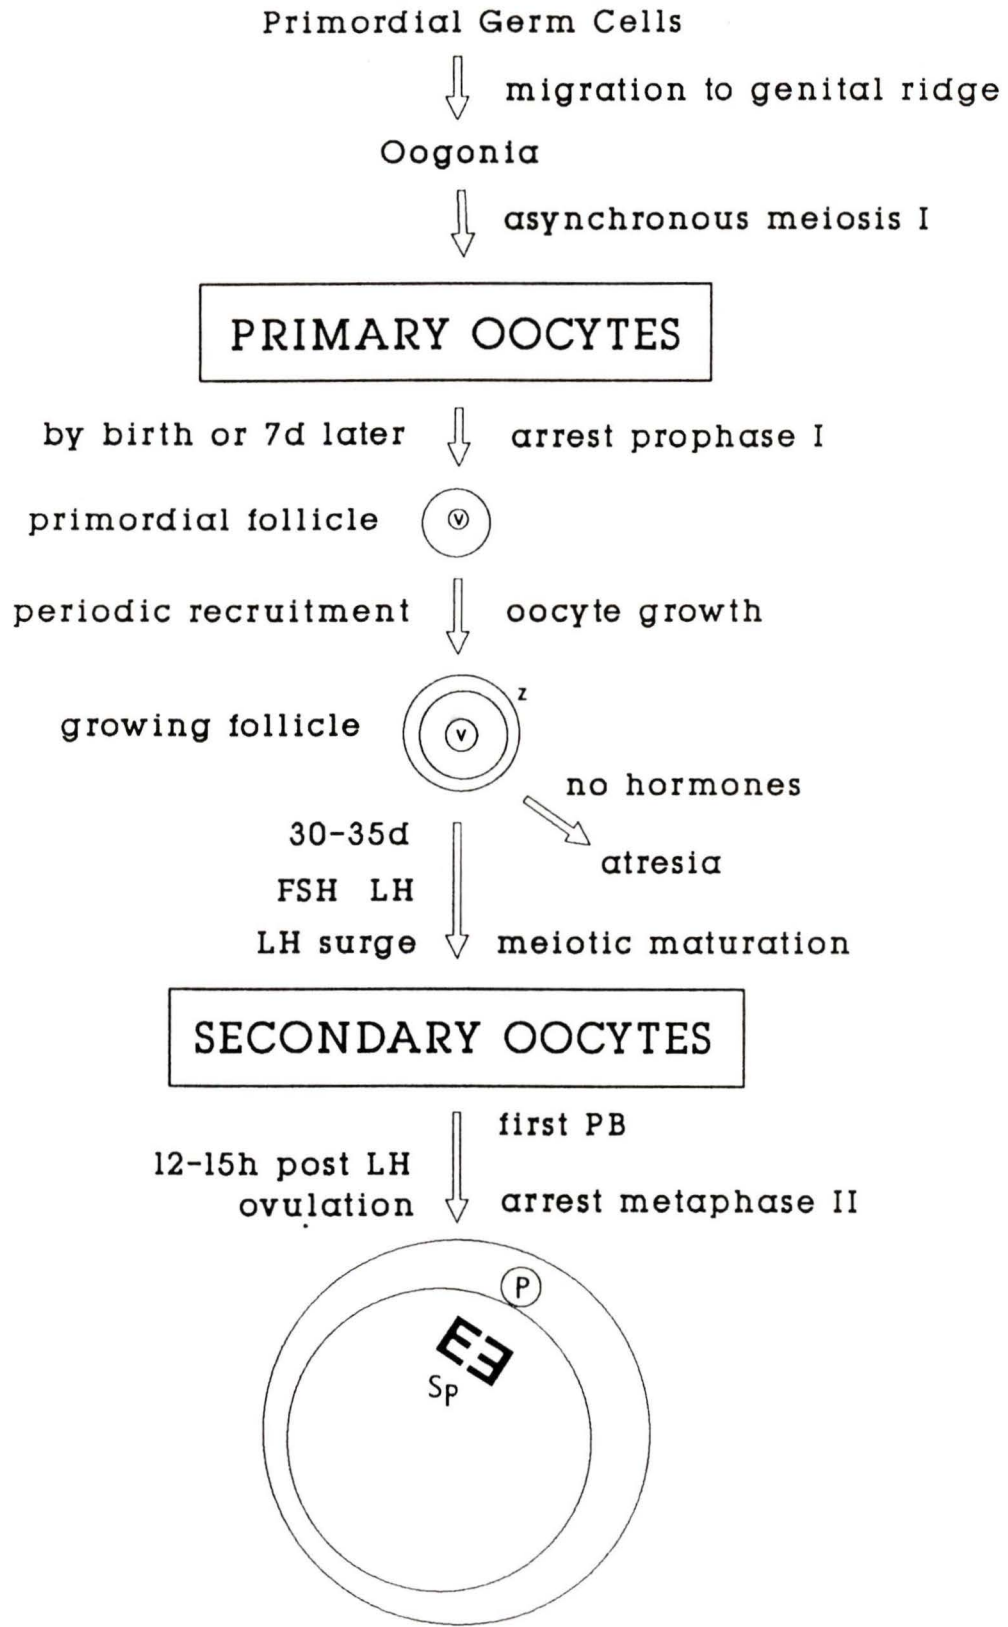 Primordial Germ Cells
migration to genital ridge
Oogonia
asynchronous meiosis I
PRIMARY OOCYTES
by birth or 7d later
arrest prophase I
primordial follicle
v
periodic recruitment
oocyte growth
z
growing follicle
v
no hormones
atresia
30-35d
FSH LH
LH surge
meiotic maturation
SECONDARY OOCYTES
first PB
12-15h post LH
ovulation
arrest metaphase II
P
Sp